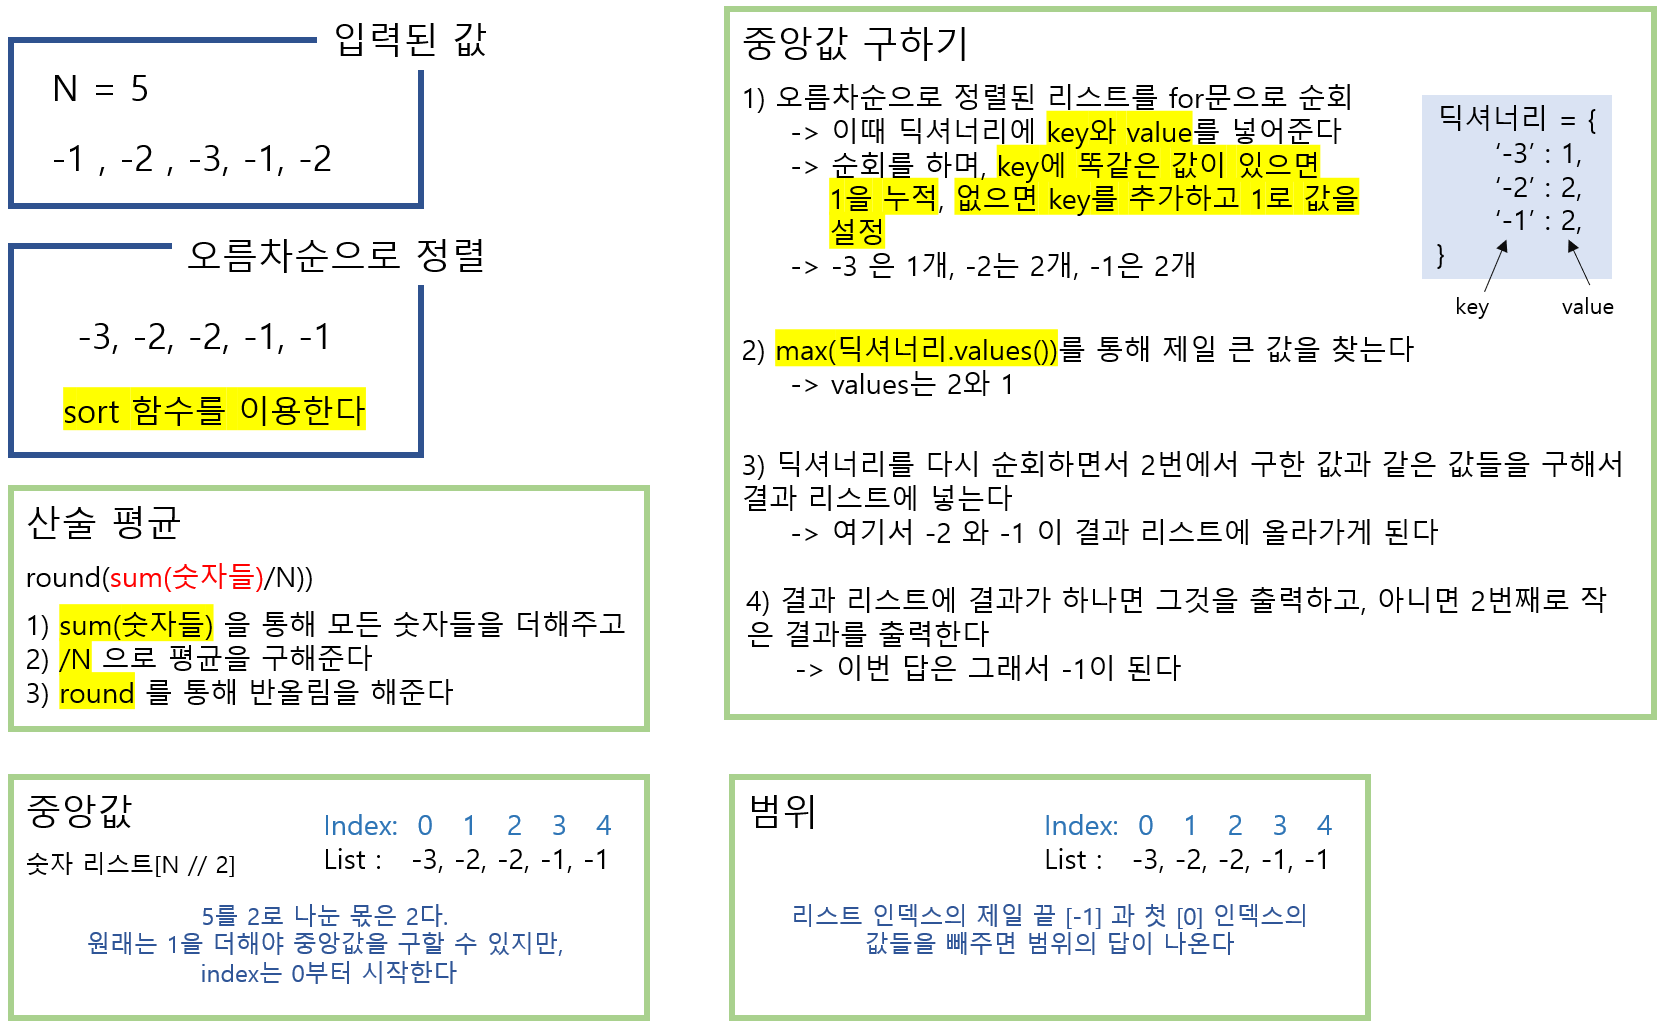 입력된 값
N = 5
-1 , -2 , -3, -1, -2
오름차순으로 정렬
-3, -2, -2, -1, -1
sort 함수를 이용한다
산술 평균
round(sum(숫자들)/N))
1) sum(숫자들) 을 통해 모든 숫자들을 더해주고
2) /N 으로 평균을 구해준다
3) round 를 통해 반올림을 해준다
중앙값 구하기
1) 오름차순으로 정렬된 리스트를 for문으로 순회
-> 이때 딕셔너리에 key와 value를 넣어준다
-> 순회를 하며, key에 똑같은 값이 있으면
1을 누적, 없으면 key를 추가하고 1로 값을
설정
-> -3 은 1개, -2는 2개, -1은 2개
딕셔너리 = {
‘-3’ : 1,
‘-2’ : 2,
‘-1’ : 2,
}
key value
2) max(딕셔너리.values())를 통해 제일 큰 값을 찾는다
-> values는 2와 1
3) 딕셔너리를 다시 순회하면서 2번에서 구한 값과 같은 값들을 구해서
결과 리스트에 넣는다
-> 여기서 -2 와 -1 이 결과 리스트에 올라가게 된다
4) 결과 리스트에 결과가 하나면 그것을 출력하고, 아니면 2번째로 작
은 결과를 출력한다
-> 이번 답은 그래서 -1이 된다
중앙값
숫자 리스트[N // 2]
Index: 0 1 2 3 4
List : -3, -2, -2, -1, -1
5를 2로 나눈 몫은 2다.
원래는 1을 더해야 중앙값을 구할 수 있지만,
index는 0부터 시작한다
범위
Index: 0 1 2 3 4
List : -3, -2, -2, -1, -1
리스트 인덱스의 제일 끝 [-1] 과 첫 [0] 인덱스의
값들을 빼주면 범위의 답이 나온다